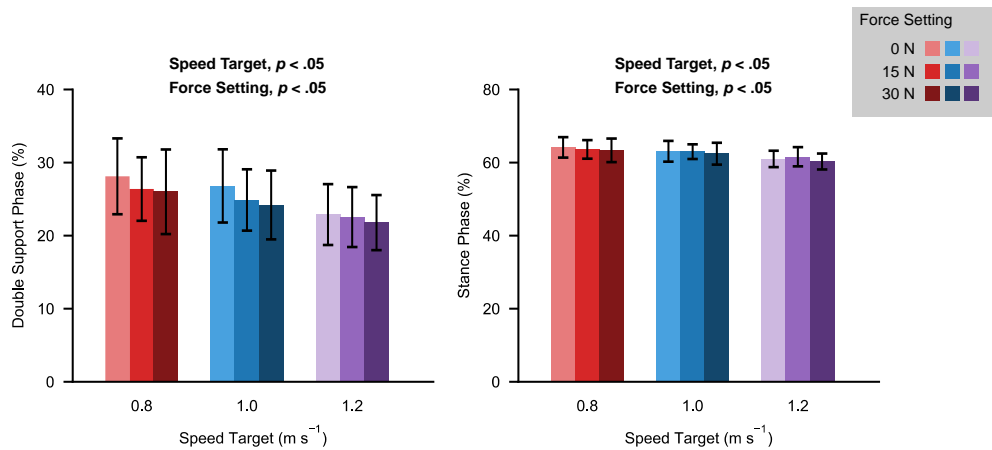 Force Setting
0 N
15 N
30 N
Speed Target, p < .05
Force Setting, p < .05
40
30
20
10
0
Double Support Phase (%)
0.8 1.0 1.2
Speed Target (m s⁻¹)
Speed Target, p < .05
Force Setting, p < .05
80
60
40
20
0
Stance Phase (%)
0.8 1.0 1.2
Speed Target (m s⁻¹)